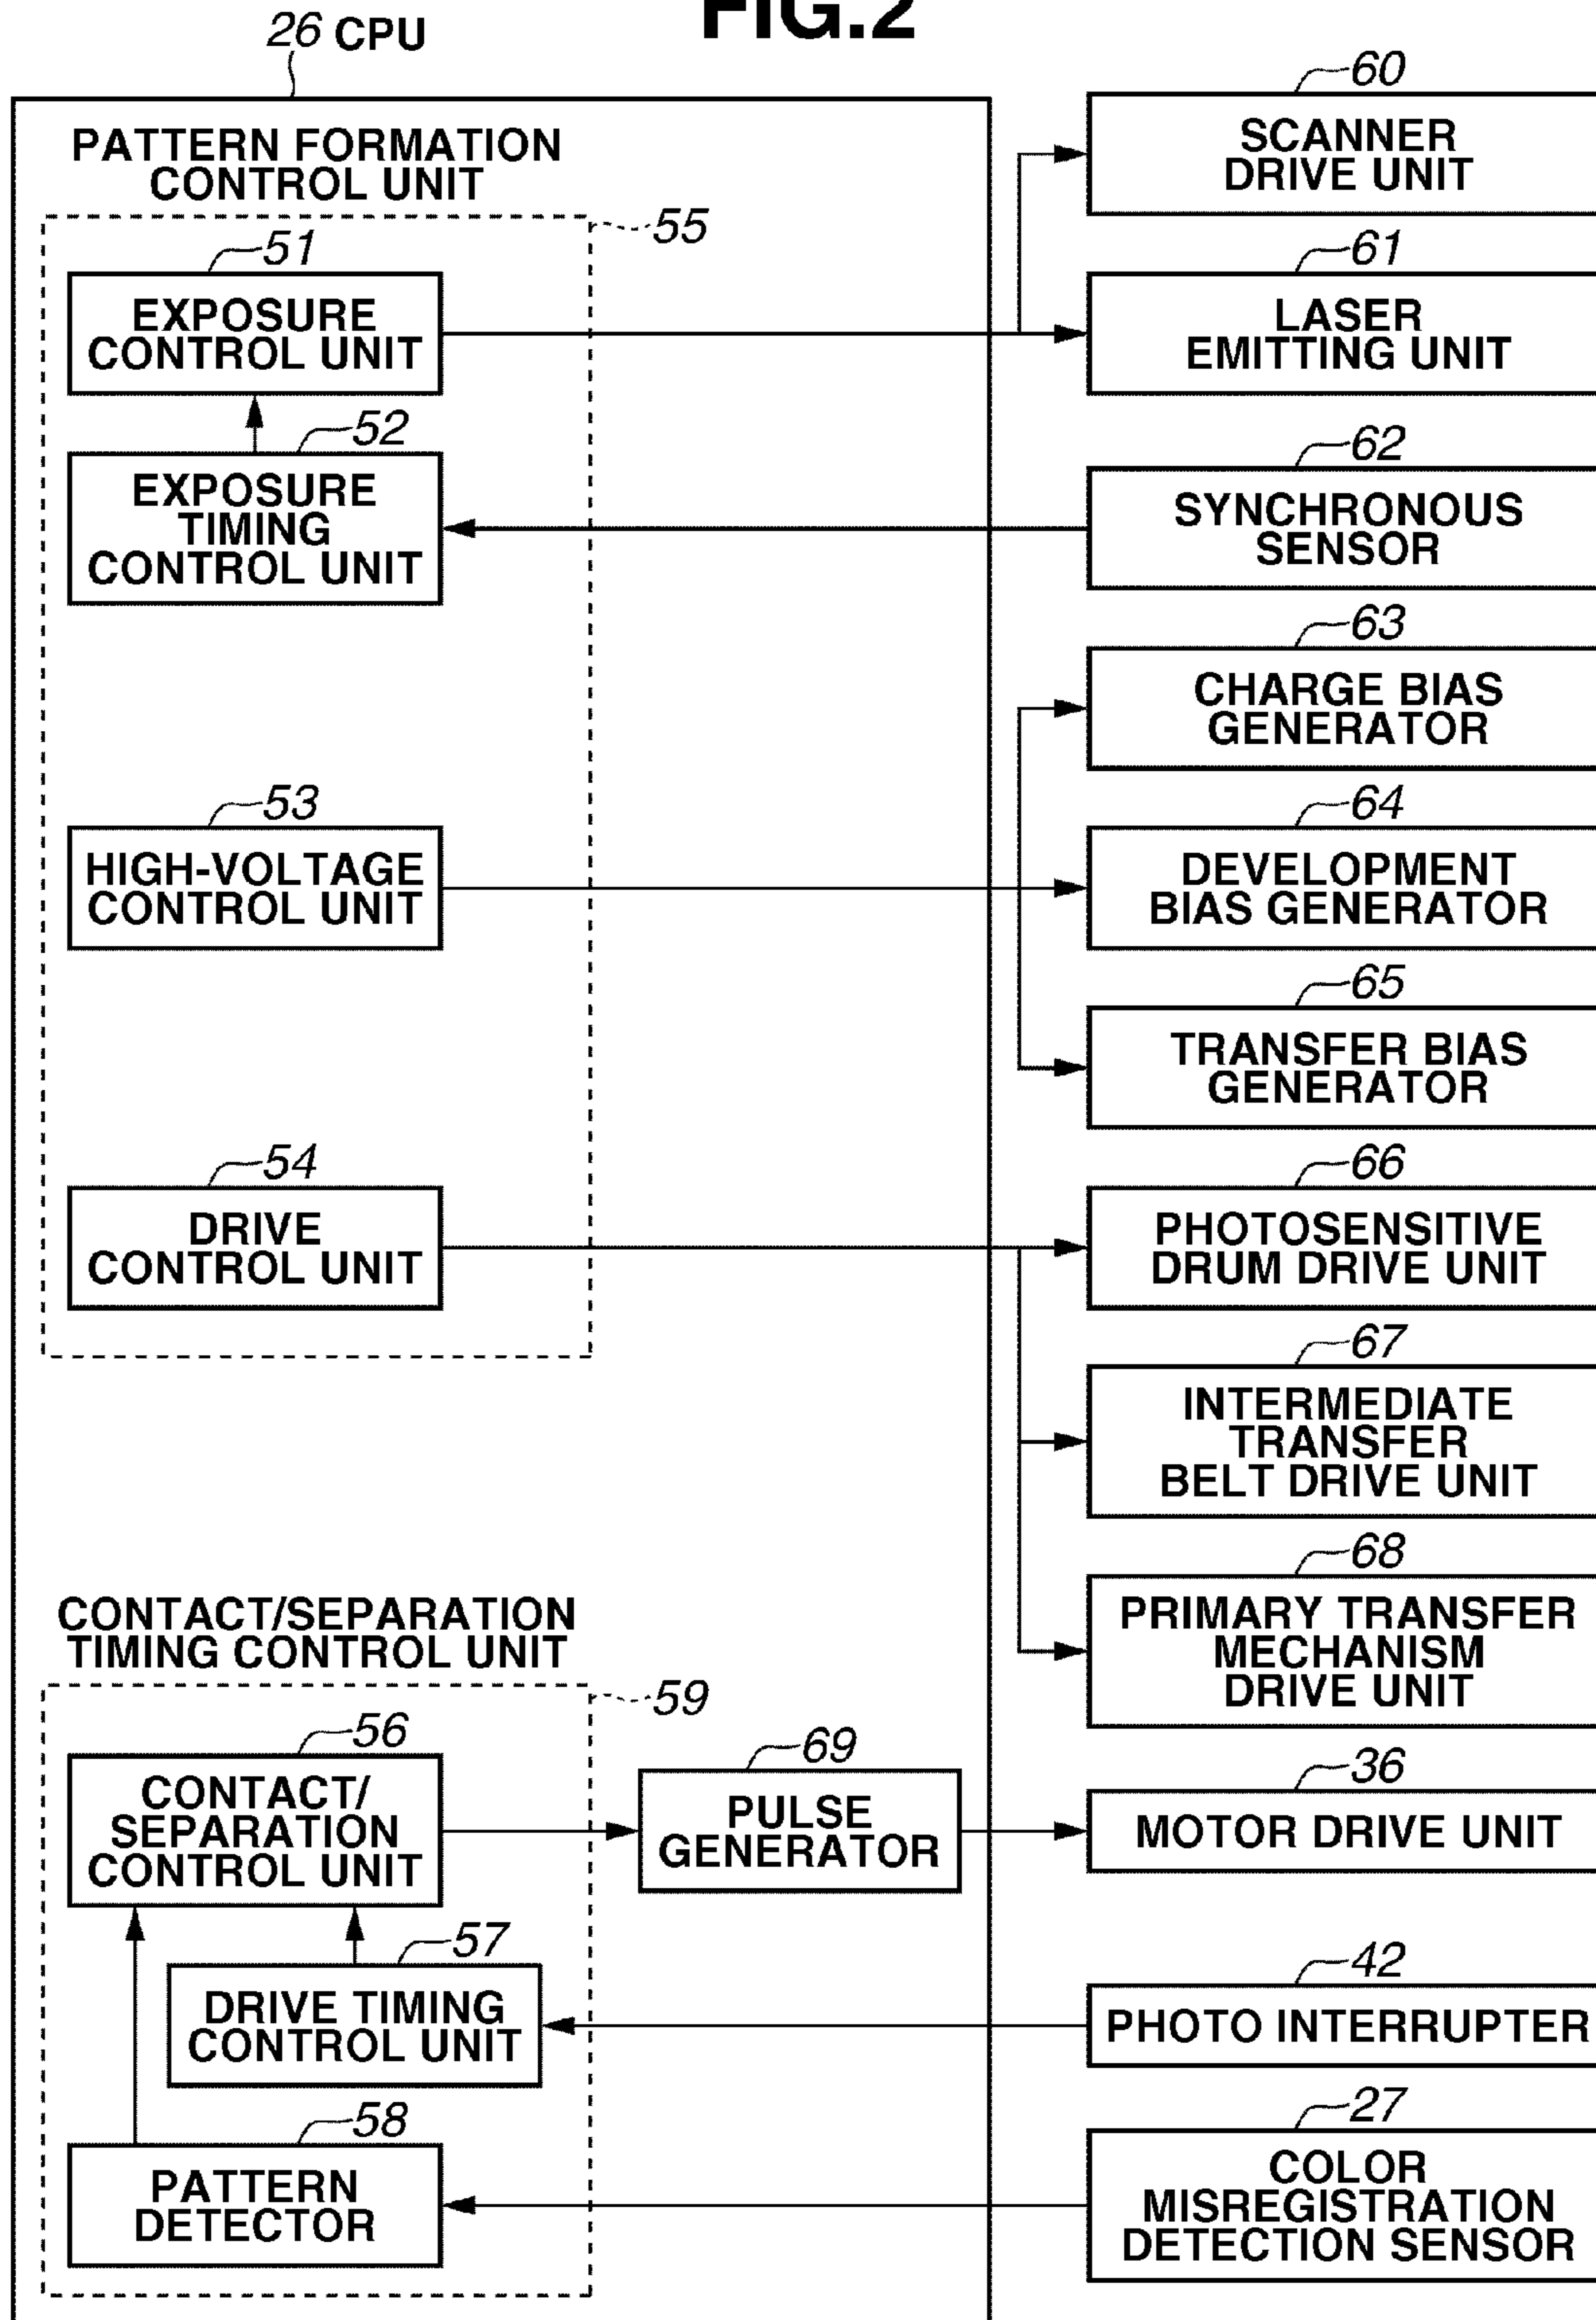 FIG.2
26 CPU
PATTERN FORMATION
CONTROL UNIT
55
51
EXPOSURE
CONTROL UNIT
52
EXPOSURE
TIMING
CONTROL UNIT
53
HIGH-VOLTAGE
CONTROL UNIT
54
DRIVE
CONTROL UNIT
CONTACT/SEPARATION
TIMING CONTROL UNIT
59
56
CONTACT/
SEPARATION
CONTROL UNIT
69
PULSE
GENERATOR
57
DRIVE TIMING
CONTROL UNIT
58
PATTERN
DETECTOR
60
SCANNER
DRIVE UNIT
61
LASER
EMITTING UNIT
62
SYNCHRONOUS
SENSOR
63
CHARGE BIAS
GENERATOR
64
DEVELOPMENT
BIAS GENERATOR
65
TRANSFER BIAS
GENERATOR
66
PHOTOSENSITIVE
DRUM DRIVE UNIT
67
INTERMEDIATE
TRANSFER
BELT DRIVE UNIT
68
PRIMARY TRANSFER
MECHANISM
DRIVE UNIT
36
MOTOR DRIVE UNIT
42
PHOTO INTERRUPTER
27
COLOR
MISREGISTRATION
DETECTION SENSOR